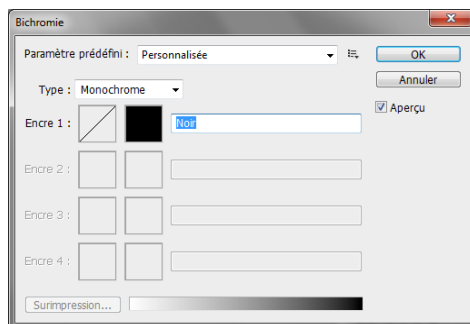 Bichromie
Paramètre prédéfini : Personnalisée
OK
Annuler
Type : Monochrome
Aperçu
Encre 1 : Noir
Encre 2 :
Encre 3 :
Encre 4 :
Surimpression...